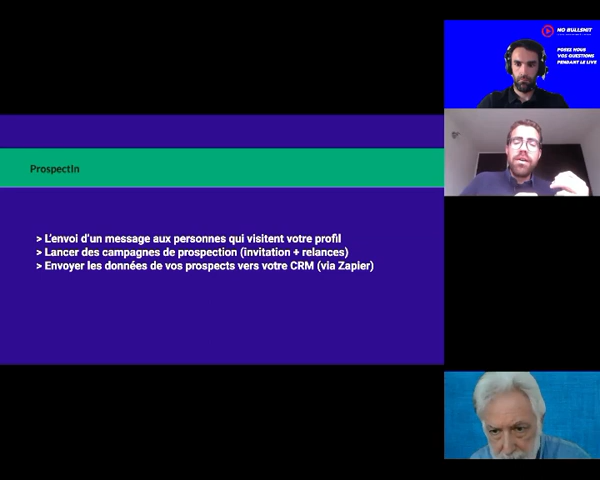 NO BULLSHIT
POSEZ NOUS
VOS QUESTIONS
PENDANT LE LIVE
ProspectIn
> L'envoi d'un message aux personnes qui visitent votre profil
> Lancer des campagnes de prospection (invitation + relances)
> Envoyer les données de vos prospects vers votre CRM (via Zapier)